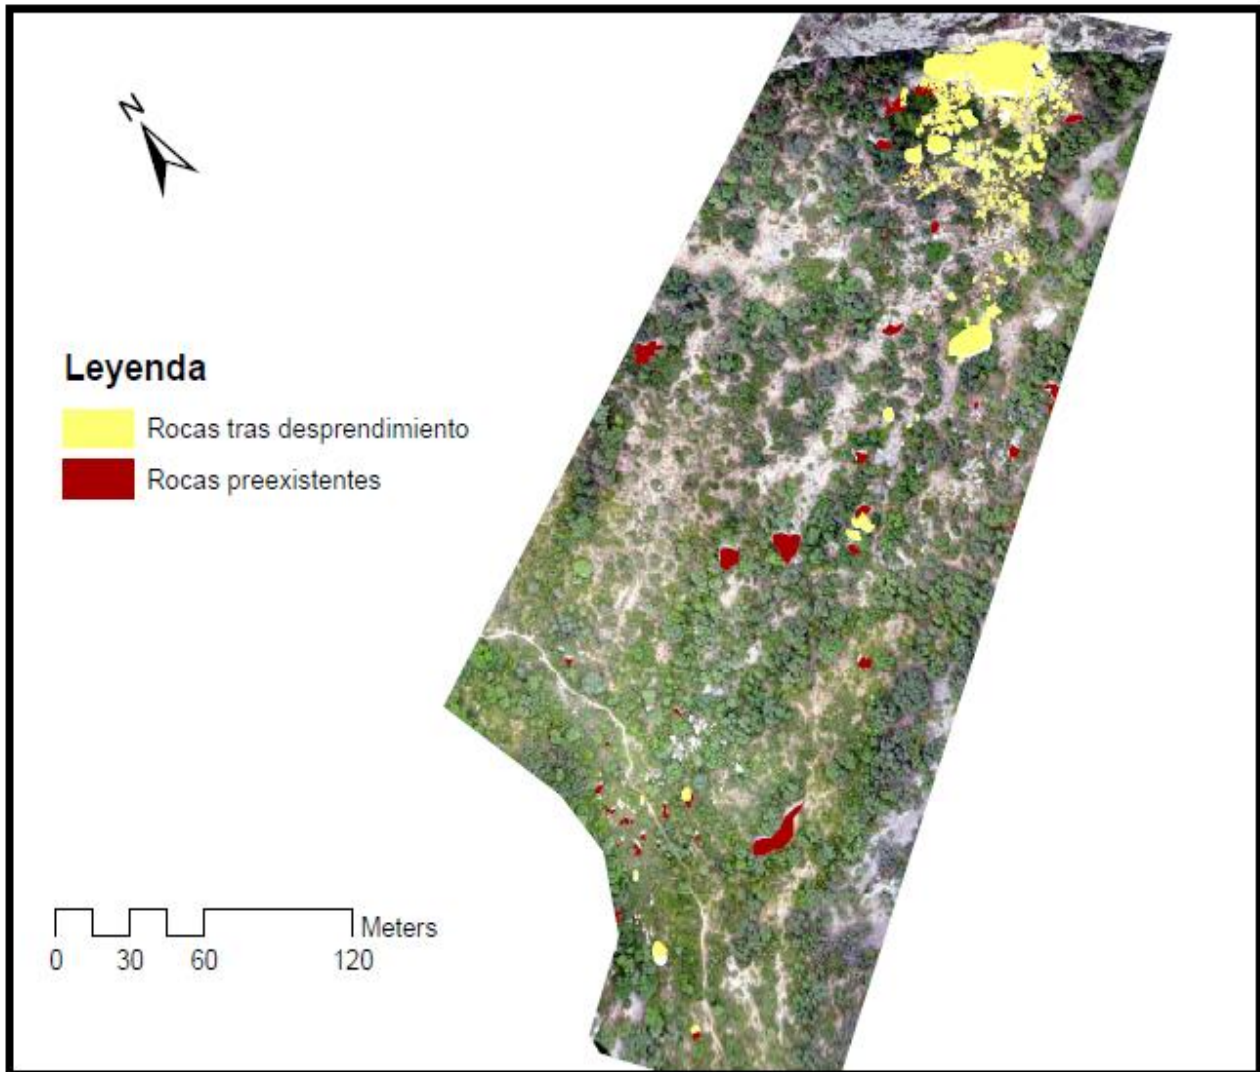 N
Leyenda
Rocas tras desprendimiento
Rocas preexistentes
Meters
0 30 60 120